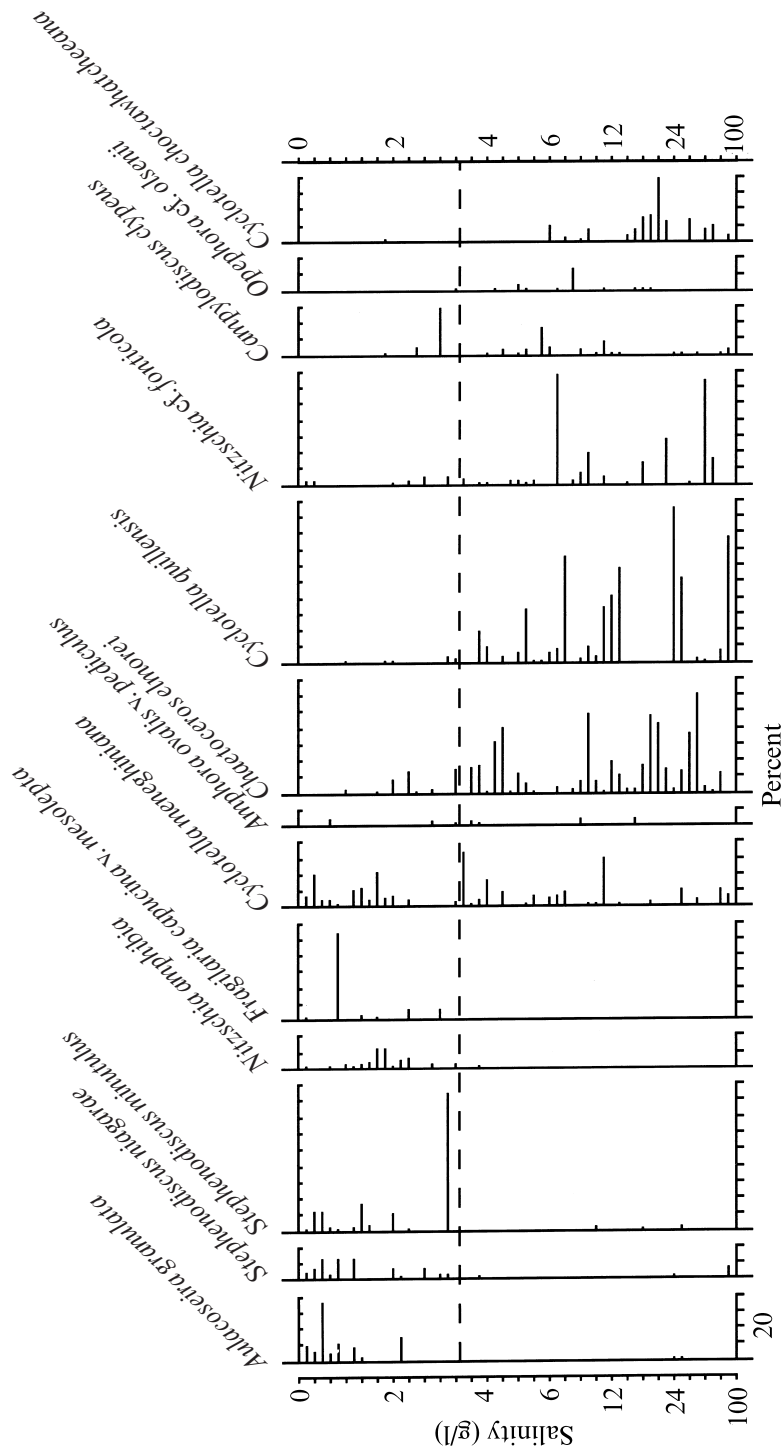 Aulacoseira granulata
Stephenodiscus niagarae
Stephenodiscus minutulus
Nitzschia amphibia
Fragilaria capucina v. mesolepta
Cyclotella meneghiniana
Amphora ovalis v. pediculus
Chaetoceros elmorei
Cyclotella quillensis
Nitzschia cf. fonticola
Campylodiscus clypeus
Opephora cf. olsenii
Cyclotella choctawhatcheeana
Salinity (g/l)
0
2
4
6
12
24
100
0
2
4
6
12
24
100
20
Percent